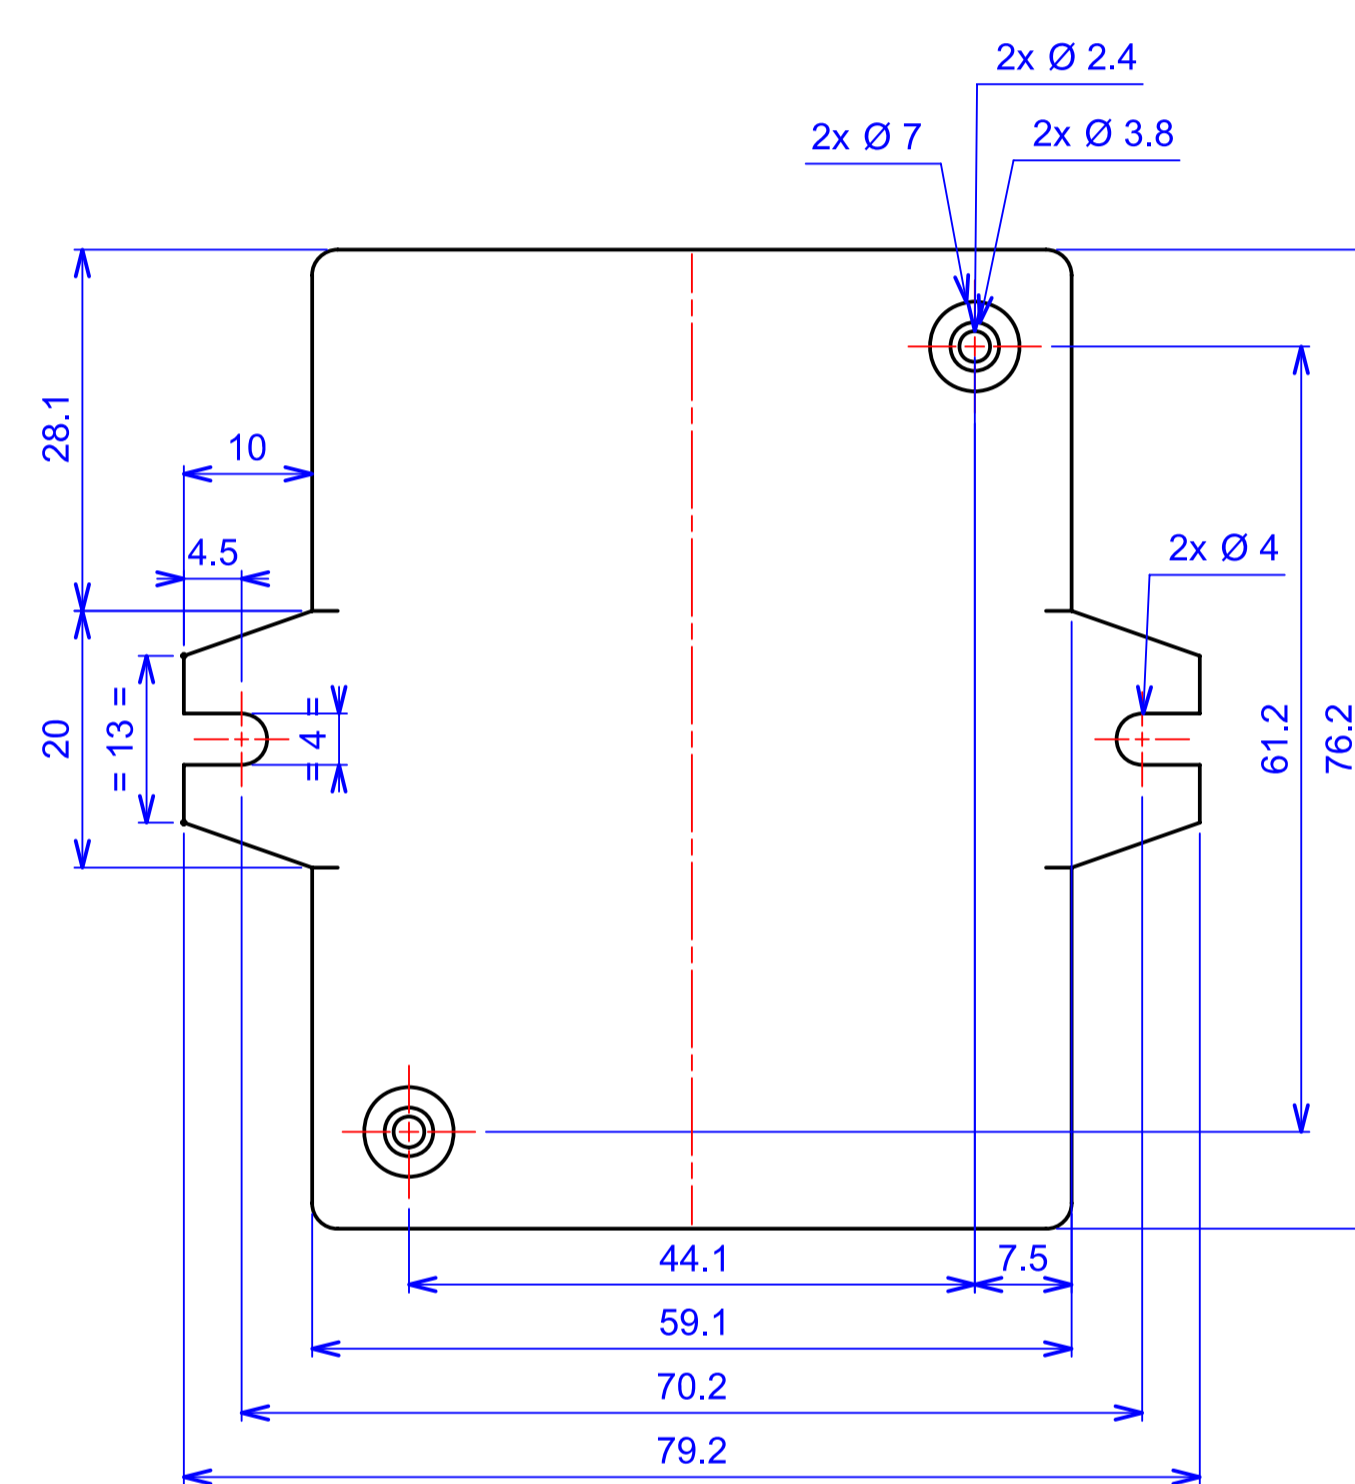 2x Ø 2.4
2x Ø 7
2x Ø 3.8
28.1
10
4.5
2x Ø 4
20
= 13 =
= 4 =
61.2
76.2
44.1
7.5
59.1
70.2
79.2